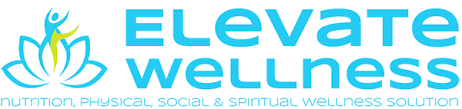 Elevate
Wellness
Nutrition, Physical, Social & Spiritual Wellness Solution